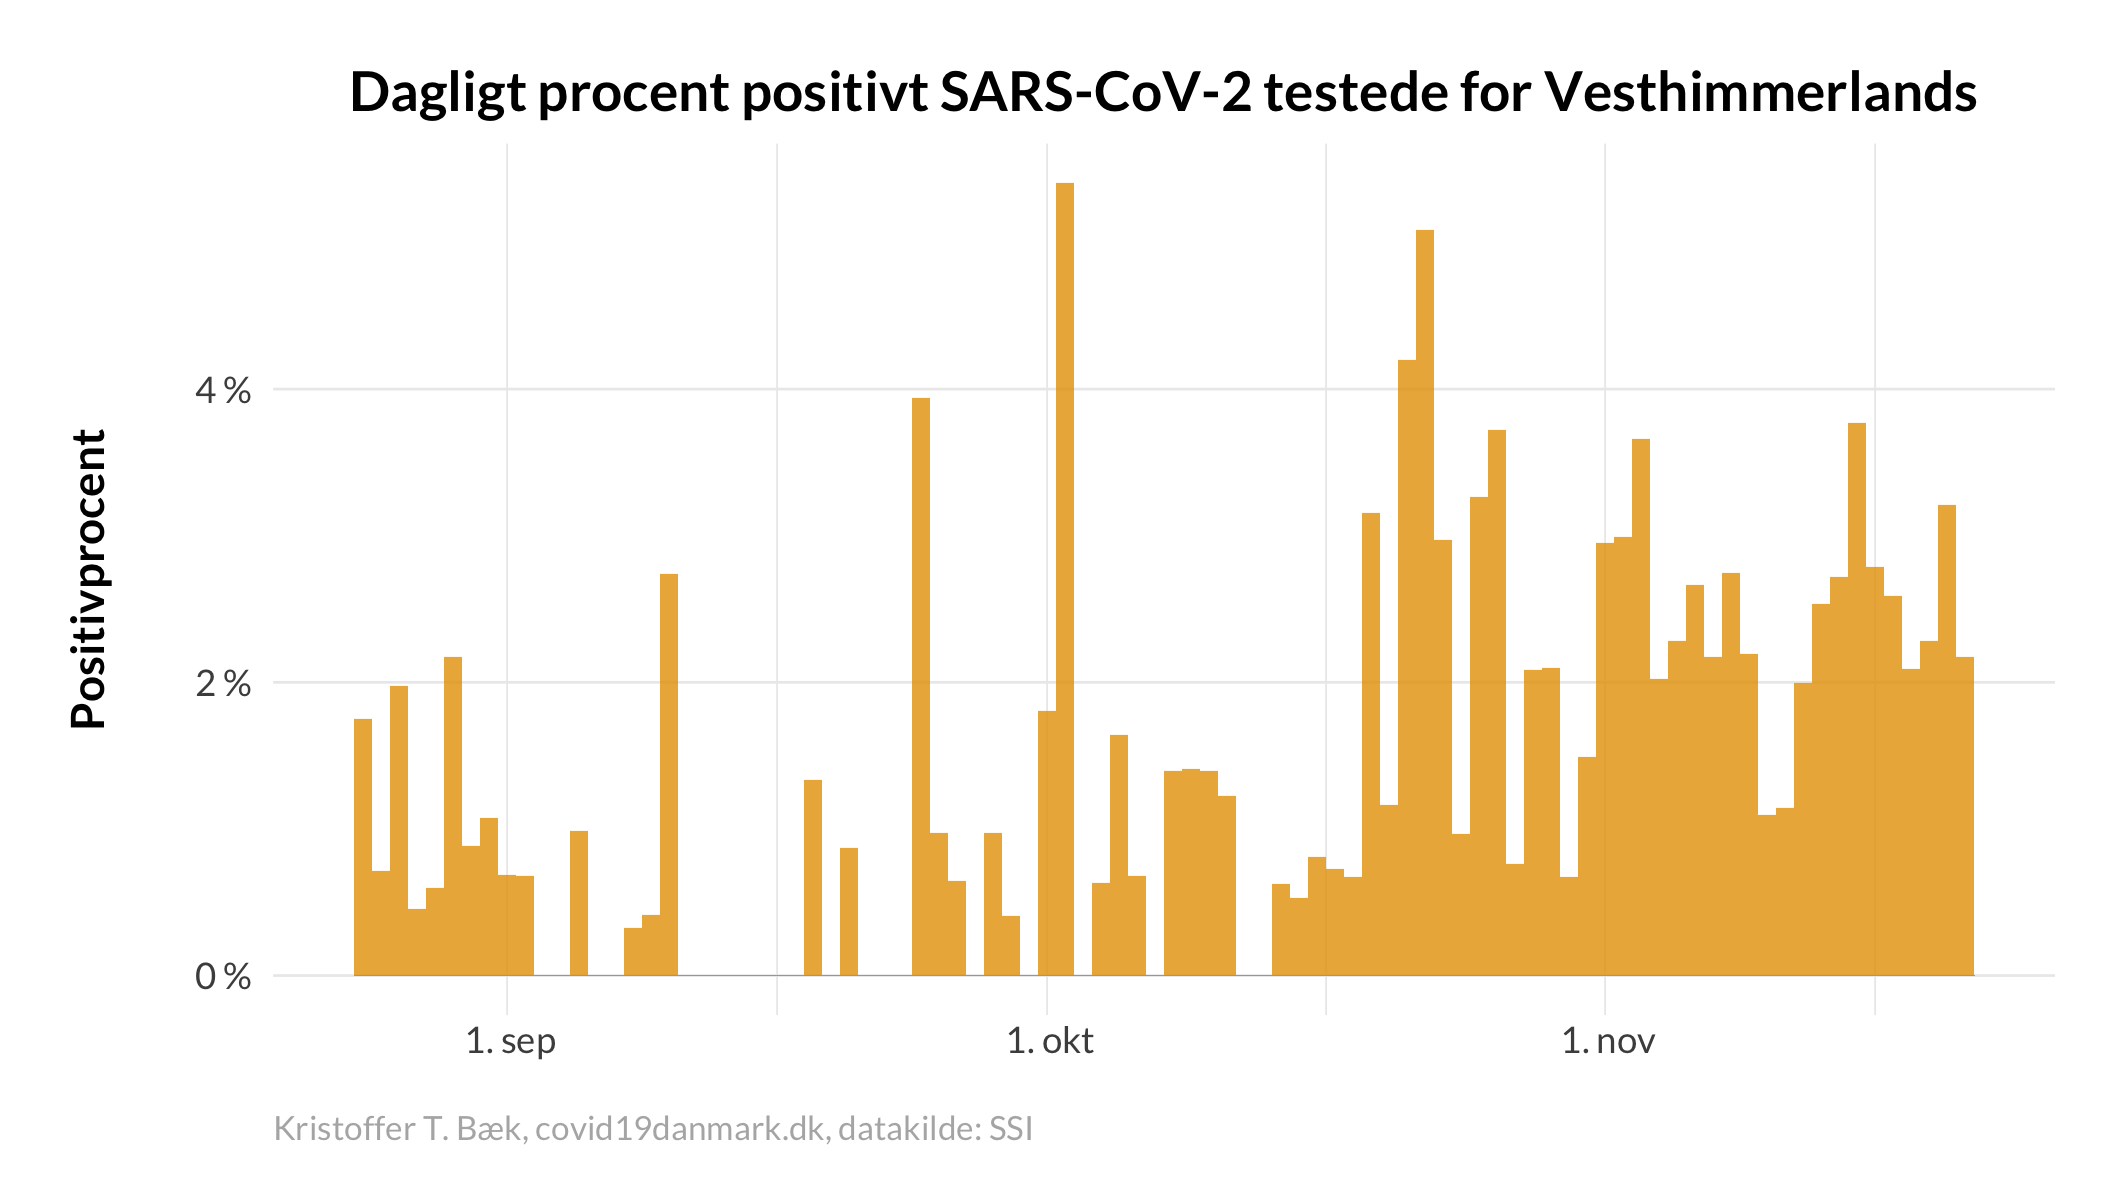 Dagligt procent positivt SARS-CoV-2 testede for Vesthimmerlands
Positivprocent
4 %
2 %
0 %
1. sep
1. okt
1. nov
Kristoffer T. Bæk, covid19danmark.dk, datakilde: SSI